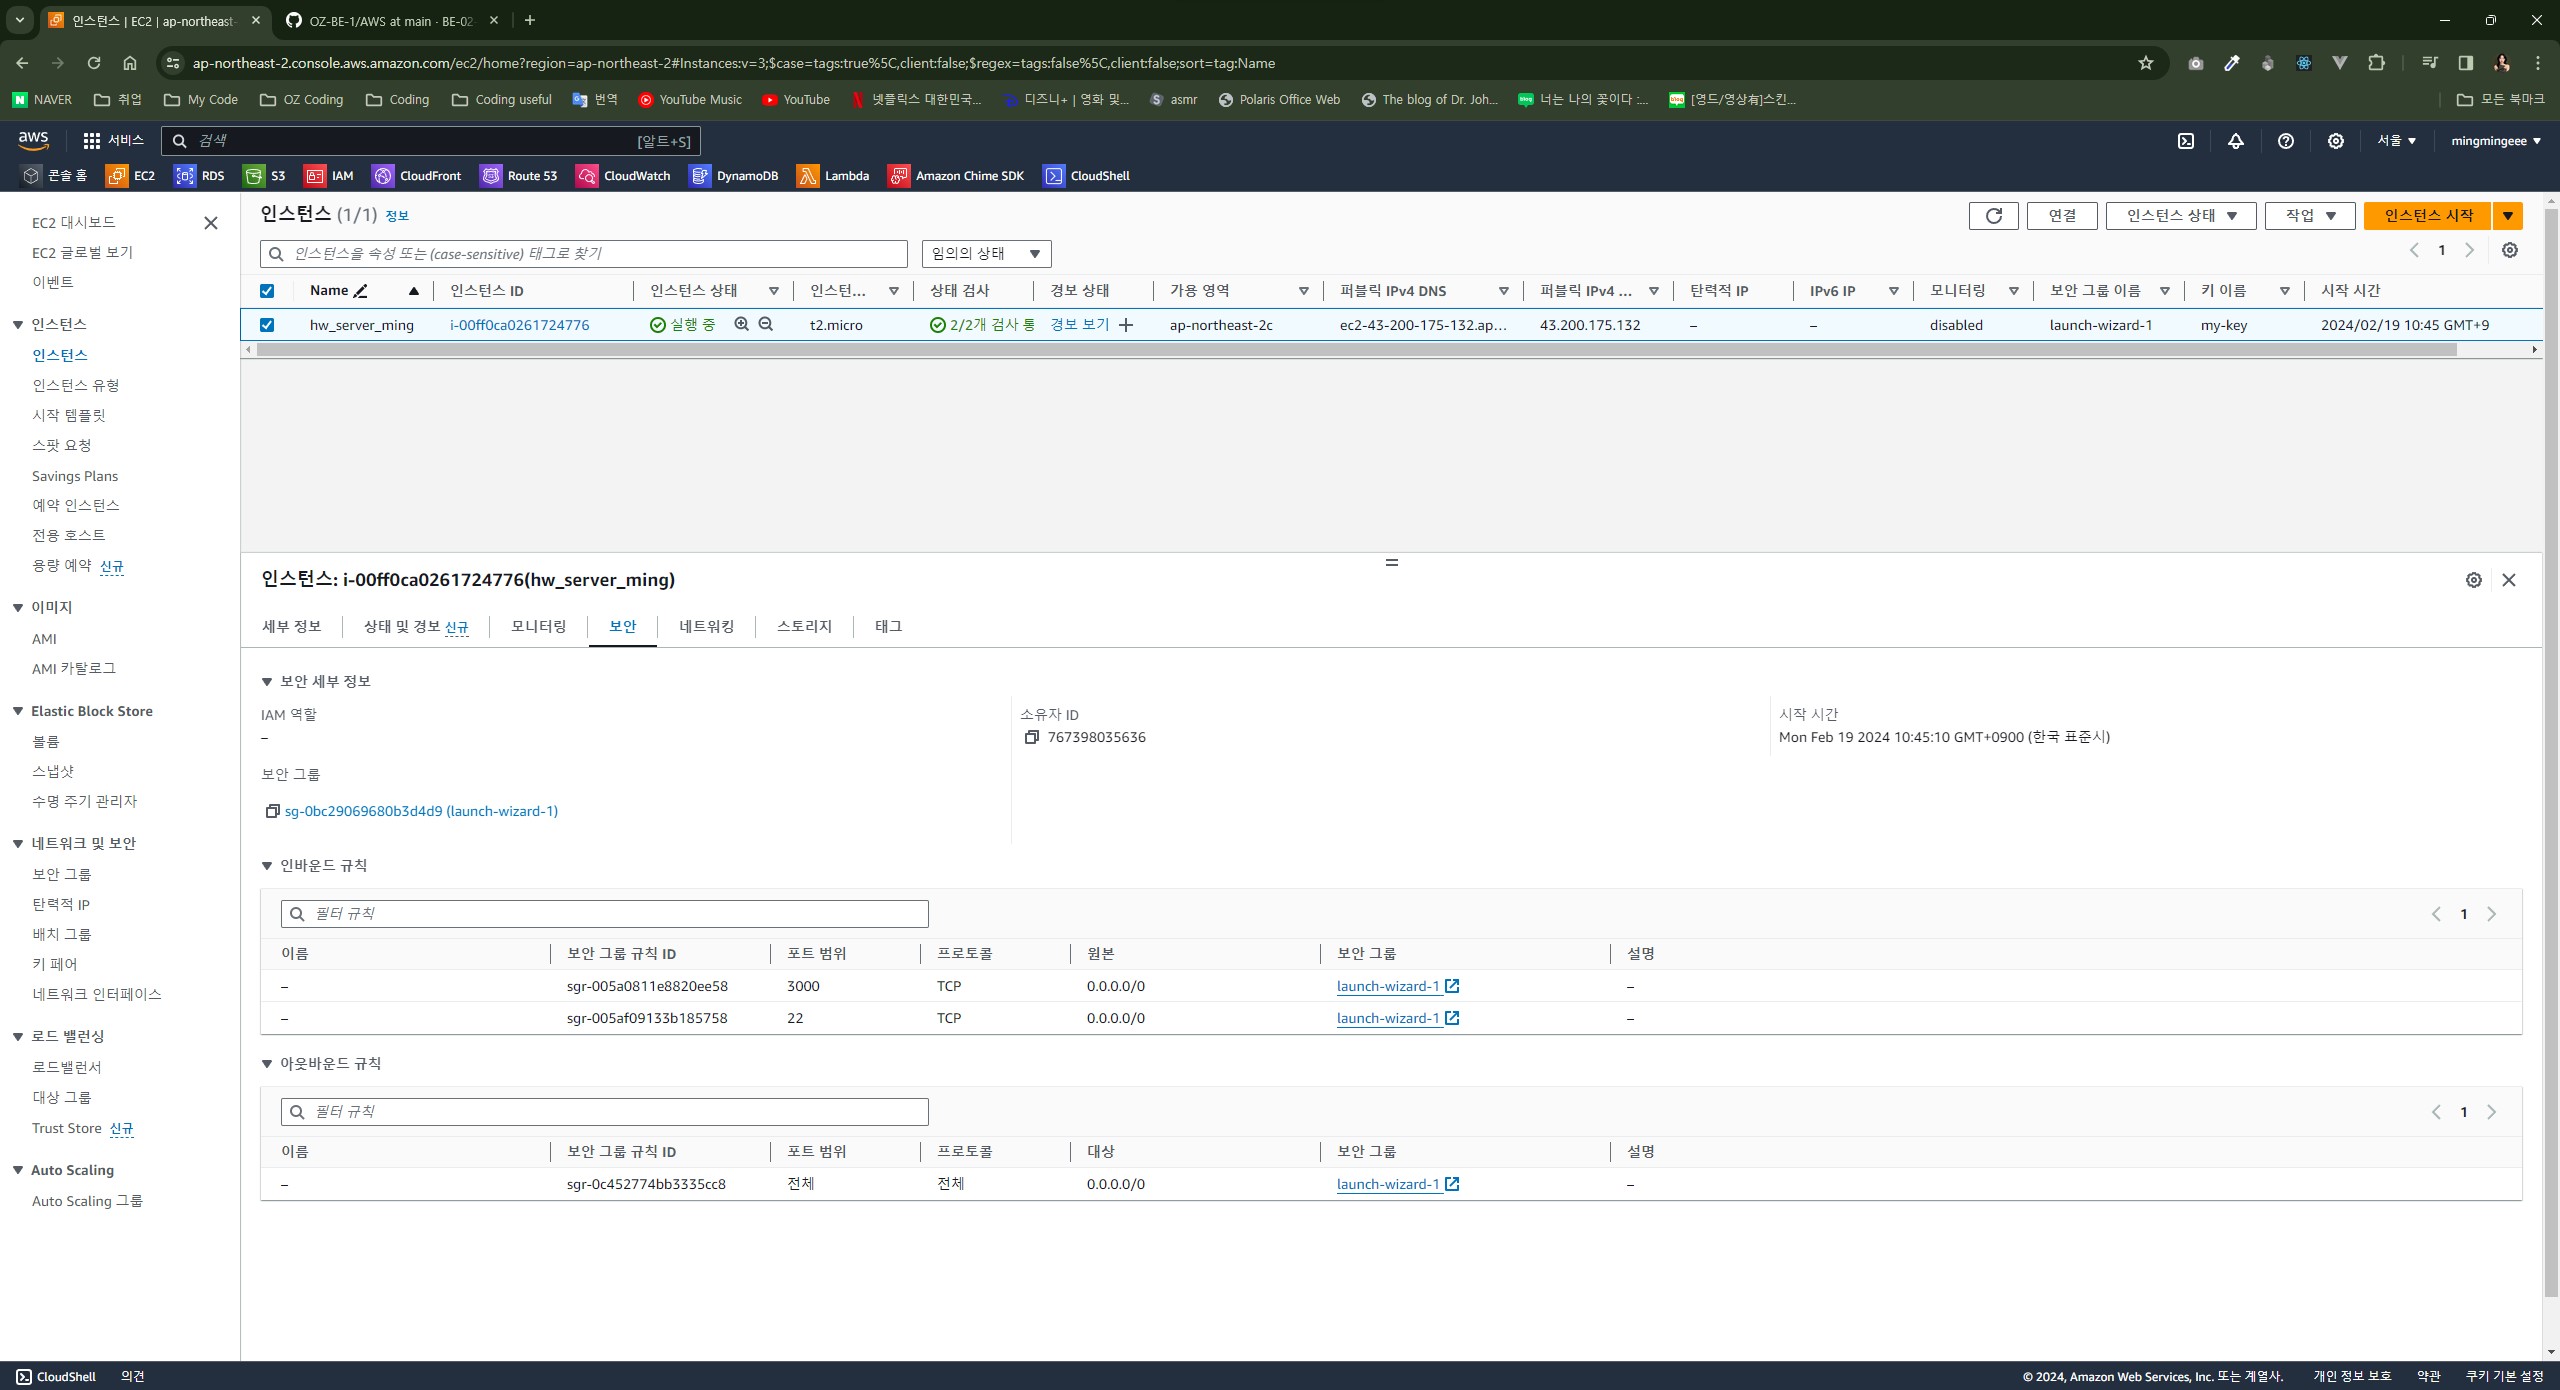 인스턴스 | EC2 | ap-northeast-
OZ-BE-1/AWS at main · BE-02-
ap-northeast-2.console.aws.amazon.com/ec2/home?region=ap-northeast-2#Instances:v=3;$case=tags:true%5C,client:false;$regex=tags:false%5C,client:false;sort=tag:Name
NAVER 취업 My Code OZ Coding Coding Coding useful 번역 YouTube Music YouTube 넷플릭스 대한민국... 디즈니+ | 영화 및... asmr Polaris Office Web The blog of Dr. Joh... 너는 나의 꽃이다 :... [영드/영상有]스킨... 모든 북마크
aws 서비스 검색 [알트+S] 서울 mingmingeee
콘솔 홈 EC2 RDS S3 IAM CloudFront Route 53 CloudWatch DynamoDB Lambda Amazon Chime SDK CloudShell
EC2 대시보드
EC2 글로벌 보기
이벤트
인스턴스
인스턴스
인스턴스 유형
시작 템플릿
스팟 요청
Savings Plans
예약 인스턴스
전용 호스트
용량 예약 신규
이미지
AMI
AMI 카탈로그
Elastic Block Store
볼륨
스냅샷
수명 주기 관리자
네트워크 및 보안
보안 그룹
탄력적 IP
배치 그룹
키 페어
네트워크 인터페이스
로드 밸런싱
로드밸런서
대상 그룹
Trust Store 신규
Auto Scaling
Auto Scaling 그룹
인스턴스 (1/1) 정보
연결 인스턴스 상태 작업 인스턴스 시작
인스턴스을 속성 또는 (case-sensitive) 태그로 찾기 임의의 상태 1
Name 인스턴스 ID 인스턴스 상태 인스턴... 상태 검사 경보 상태 가용 영역 퍼블릭 IPv4 DNS 퍼블릭 IPv4 ... 탄력적 IP IPv6 IP 모니터링 보안 그룹 이름 키 이름 시작 시간
hw_server_ming i-00ff0ca0261724776 실행 중 t2.micro 2/2개 검사 통 경보 보기 ap-northeast-2c ec2-43-200-175-132.ap... 43.200.175.132 – – disabled launch-wizard-1 my-key 2024/02/19 10:45 GMT+9
인스턴스: i-00ff0ca0261724776(hw_server_ming)
세부 정보 상태 및 경보 신규 모니터링 보안 네트워킹 스토리지 태그
보안 세부 정보
IAM 역할 소유자 ID 시작 시간
– 767398035636 Mon Feb 19 2024 10:45:10 GMT+0900 (한국 표준시)
보안 그룹
sg-0bc29069680b3d4d9 (launch-wizard-1)
인바운드 규칙
필터 규칙 1
이름 보안 그룹 규칙 ID 포트 범위 프로토콜 원본 보안 그룹 설명
– sgr-005a0811e8820ee58 3000 TCP 0.0.0.0/0 launch-wizard-1 –
– sgr-005af09133b185758 22 TCP 0.0.0.0/0 launch-wizard-1 –
아웃바운드 규칙
필터 규칙 1
이름 보안 그룹 규칙 ID 포트 범위 프로토콜 대상 보안 그룹 설명
– sgr-0c452774bb3335cc8 전체 전체 0.0.0.0/0 launch-wizard-1 –
CloudShell 의견 © 2024, Amazon Web Services, Inc. 또는 계열사. 개인 정보 보호 약관 쿠키 기본 설정